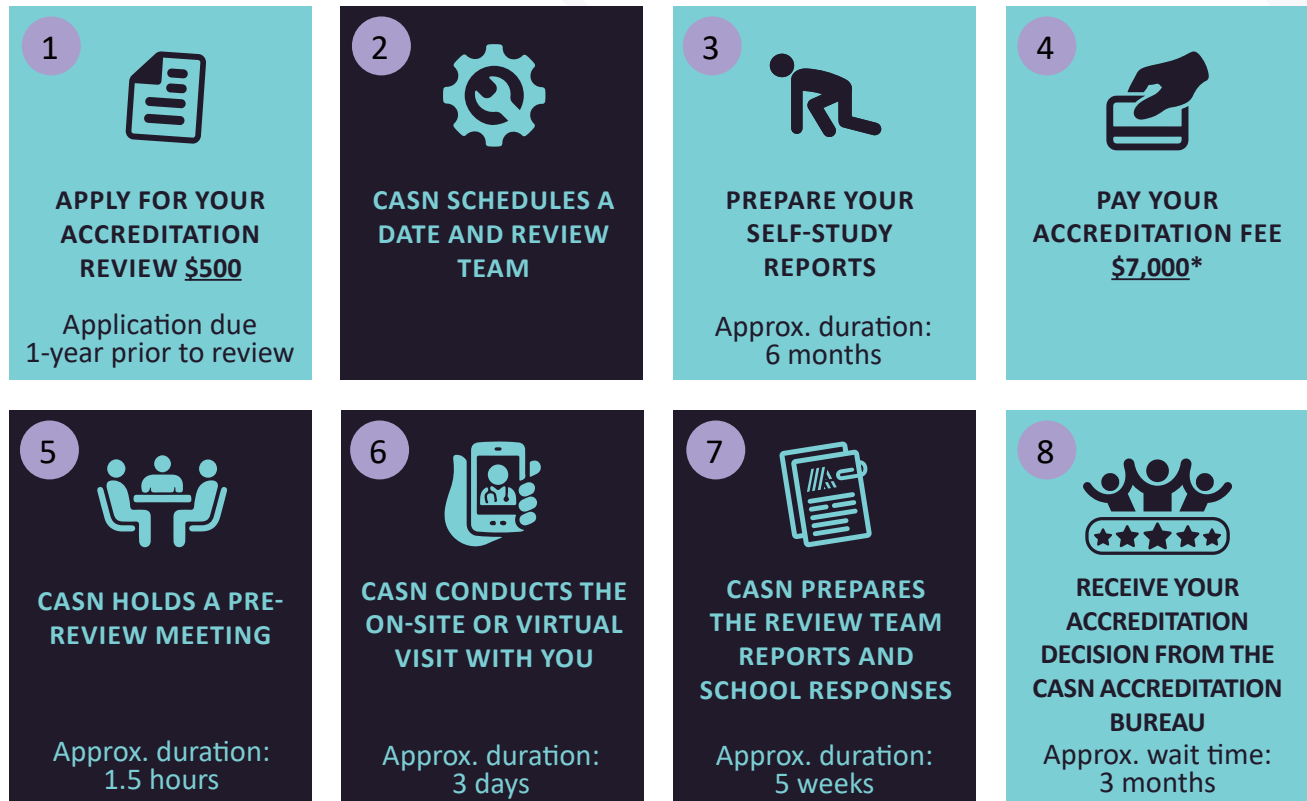 1
APPLY FOR YOUR
ACCREDITATION
REVIEW $500
Application due
1-year prior to review
2
CASN SCHEDULES A
DATE AND REVIEW
TEAM
3
PREPARE YOUR
SELF-STUDY
REPORTS
Approx. duration:
6 months
4
PAY YOUR
ACCREDITATION FEE
$7,000*
5
CASN HOLDS A PRE-
REVIEW MEETING
Approx. duration:
1.5 hours
6
CASN CONDUCTS THE
ON-SITE OR VIRTUAL
VISIT WITH YOU
Approx. duration:
3 days
7
CASN PREPARES
THE REVIEW TEAM
REPORTS AND
SCHOOL RESPONSES
Approx. duration:
5 weeks
8
RECEIVE YOUR
ACCREDITATION
DECISION FROM THE
CASN ACCREDITATION
BUREAU
Approx. wait time:
3 months